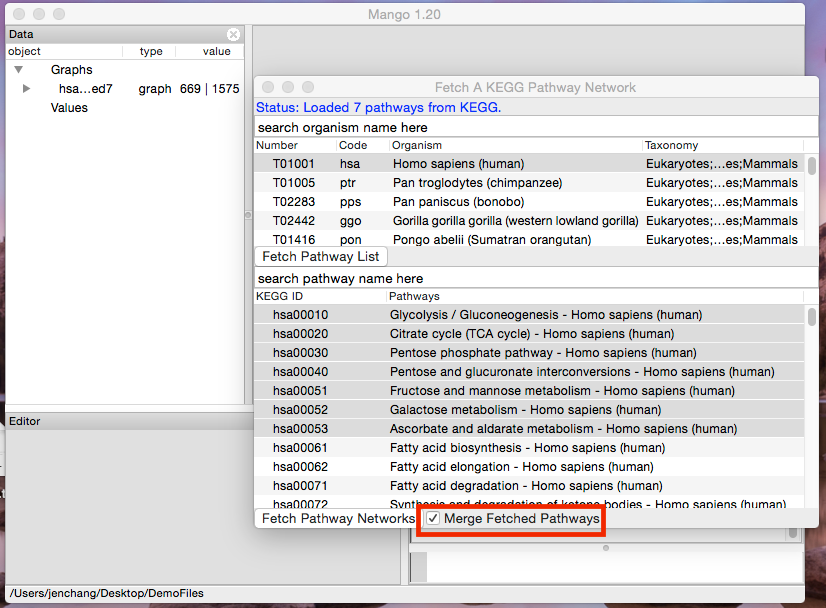 Mango 1.20
Data
object type value
Graphs
hsa...ed7 graph 669 | 1575
Values
Fetch A KEGG Pathway Network
Status: Loaded 7 pathways from KEGG.
search organism name here
Number Code Organism Taxonomy
T01001 hsa Homo sapiens (human) Eukaryotes;...es;Mammals
T01005 ptr Pan troglodytes (chimpanzee) Eukaryotes;...es;Mammals
T02283 pps Pan paniscus (bonobo) Eukaryotes;...es;Mammals
T02442 ggo Gorilla gorilla gorilla (western lowland gorilla) Eukaryotes;...es;Mammals
T01416 pon Pongo abelii (Sumatran orangutan) Eukaryotes;...es;Mammals
Fetch Pathway List
search pathway name here
KEGG ID Pathways
hsa00010 Glycolysis / Gluconeogenesis - Homo sapiens (human)
hsa00020 Citrate cycle (TCA cycle) - Homo sapiens (human)
hsa00030 Pentose phosphate pathway - Homo sapiens (human)
hsa00040 Pentose and glucuronate interconversions - Homo sapiens (human)
hsa00051 Fructose and mannose metabolism - Homo sapiens (human)
hsa00052 Galactose metabolism - Homo sapiens (human)
hsa00053 Ascorbate and aldarate metabolism - Homo sapiens (human)
hsa00061 Fatty acid biosynthesis - Homo sapiens (human)
hsa00062 Fatty acid elongation - Homo sapiens (human)
hsa00071 Fatty acid degradation - Homo sapiens (human)
hsa00072 Synthesis and degradation of ketone bodies - Homo sapiens (human)
Fetch Pathway Networks Merge Fetched Pathways
Editor
/Users/jenchang/Desktop/DemoFiles